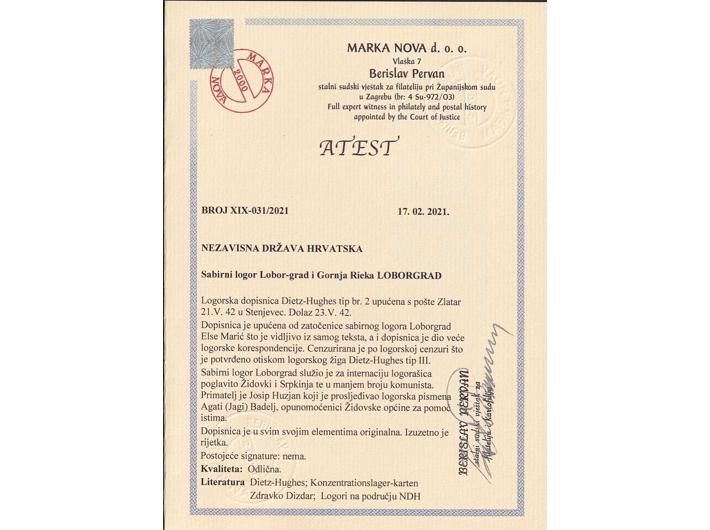 MARKA NOVA d. o. o.
Vlaška 7
Berislav Pervan
stalni sudski vještak za filateliju pri Županijskom sudu
u Zagrebu (br: 4 Su-972/03)
Full expert witness in philately and postal history
appointed by the Court of Justice
MARKA
2000
NOVA
ATEST
BROJ XIX-031/2021
17. 02. 2021.
NEZAVISNA DRŽAVA HRVATSKA
Sabirni logor Lobor-grad i Gornja Rieka LOBORGRAD
Logorska dopisnica Dietz-Hughes tip br. 2 upućena s pošte Zlatar
21.V. 42 u Stenjevec. Dolaz 23.V. 42.
Dopisnica je upućena od zatočenice sabirnog logora Loborgrad
Else Marić što je vidljivo iz samog teksta, a i dopisnica je dio veće
logorske korespondencije. Cenzurirana je po logorskoj cenzuri što
je potvrđeno otiskom logorskog žiga Dietz-Hughes tip III.
Sabirni logor Loborgrad služio je za internaciju logorašica
poglavito Židovki i Srpkinja te u manjem broju komunista.
Primatelj je Josip Huzjan koji je prosljeđivao logorska pismena
Agati (Jagi) Badelj, opunomoćenici Židovske općine za pomoć
istima.
Dopisnica je u svim svojim elementima originalna. Izuzetno je
rijetka.
Postojeće signature: nema.
Kvaliteta: Odlična.
Literatura Dietz-Hughes; Konzentrationslager-karten
Zdravko Dizdar; Logori na području NDH
BERISLAV PERVAN
stalni sudski vještak za